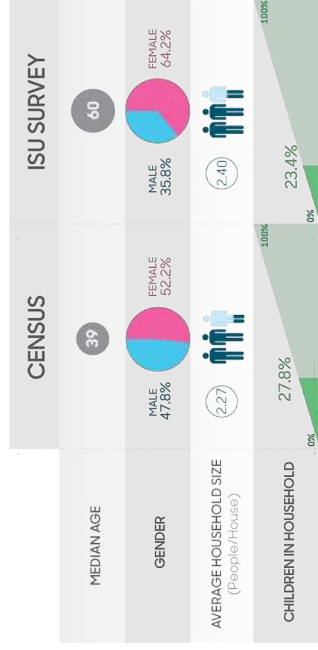 CENSUS
ISU SURVEY
MEDIAN AGE
39
60
GENDER
MALE
47.8%
FEMALE
52.2%
MALE
35.8%
FEMALE
64.2%
AVERAGE HOUSEHOLD SIZE
(People/House)
2.27
2.40
CHILDREN IN HOUSEHOLD
27.8%
0%
100%
23.4%
0%
100%